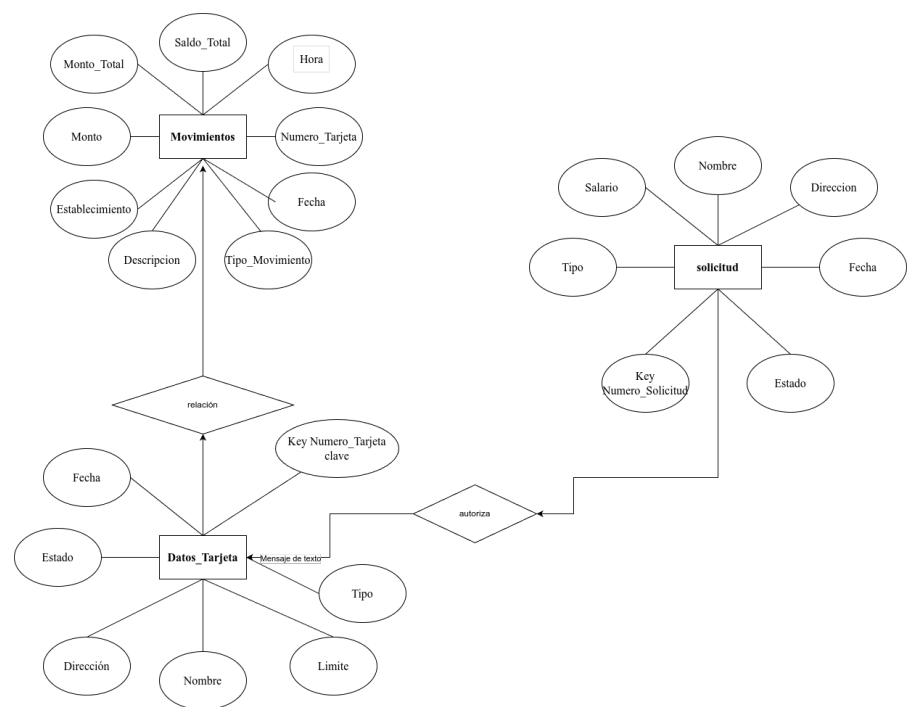 Saldo_Total
Monto_Total
Hora
Monto
Movimientos
Numero_Tarjeta
Establecimiento
Fecha
Descripcion
Tipo_Movimiento
Nombre
Salario
Direccion
Tipo
solicitud
Fecha
Key
Numero_Solicitud
Estado
relación
Key Numero_Tarjeta
clave
Fecha
autoriza
Estado
Datos_Tarjeta
Mensaje de texto
Tipo
Dirección
Nombre
Limite